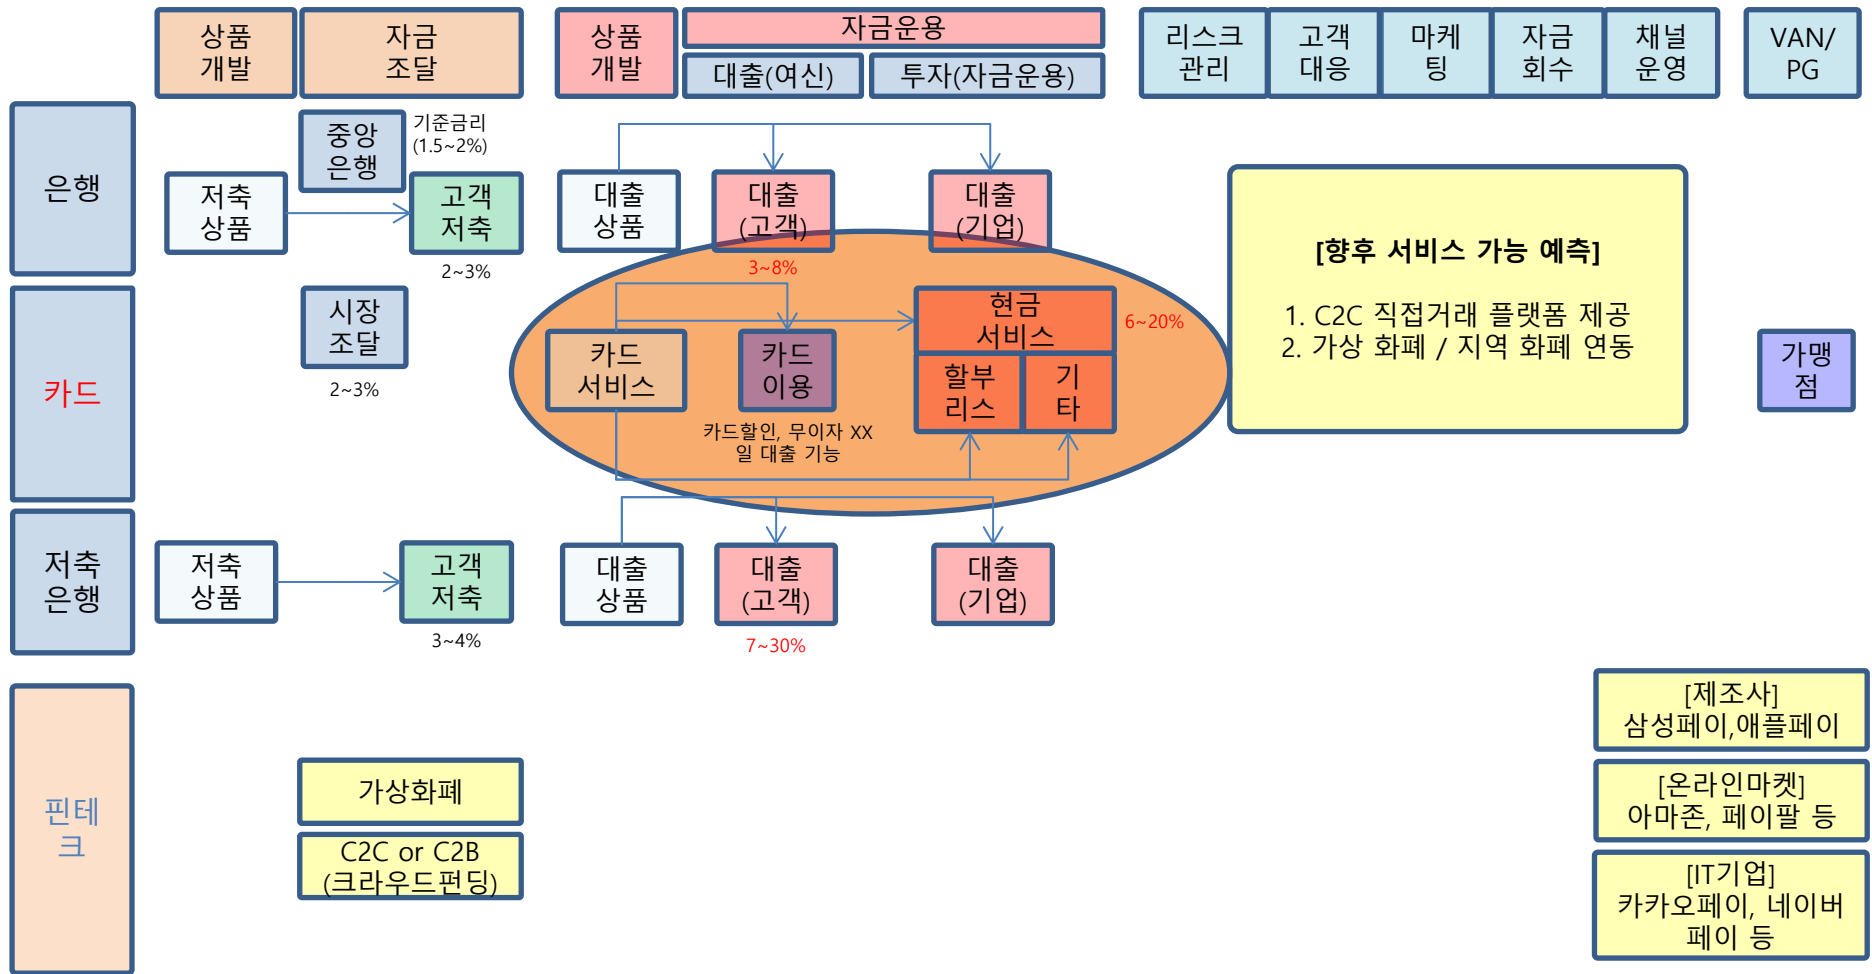 상품
개발
자금
조달
상품
개발
자금운용
대출(여신)
투자(자금운용)
리스크
관리
고객
대응
마케
팅
자금
회수
채널
운영
VAN/
PG
은행
중앙
은행
기준금리
(1.5~2%)
저축
상품
고객
저축
2~3%
대출
상품
대출
(고객)
3~8%
대출
(기업)
[향후 서비스 가능 예측]
1. C2C 직접거래 플랫폼 제공
2. 가상 화폐 / 지역 화폐 연동
카드
시장
조달
2~3%
카드
서비스
카드
이용
카드할인, 무이자 XX
일 대출 기능
현금
서비스
6~20%
할부
리스
기
타
가맹
점
저축
은행
저축
상품
고객
저축
3~4%
대출
상품
대출
(고객)
7~30%
대출
(기업)
핀테
크
가상화폐
C2C or C2B
(크라우드펀딩)
[제조사]
삼성페이,애플페이
[온라인마켓]
아마존, 페이팔 등
[IT기업]
카카오페이, 네이버
페이 등